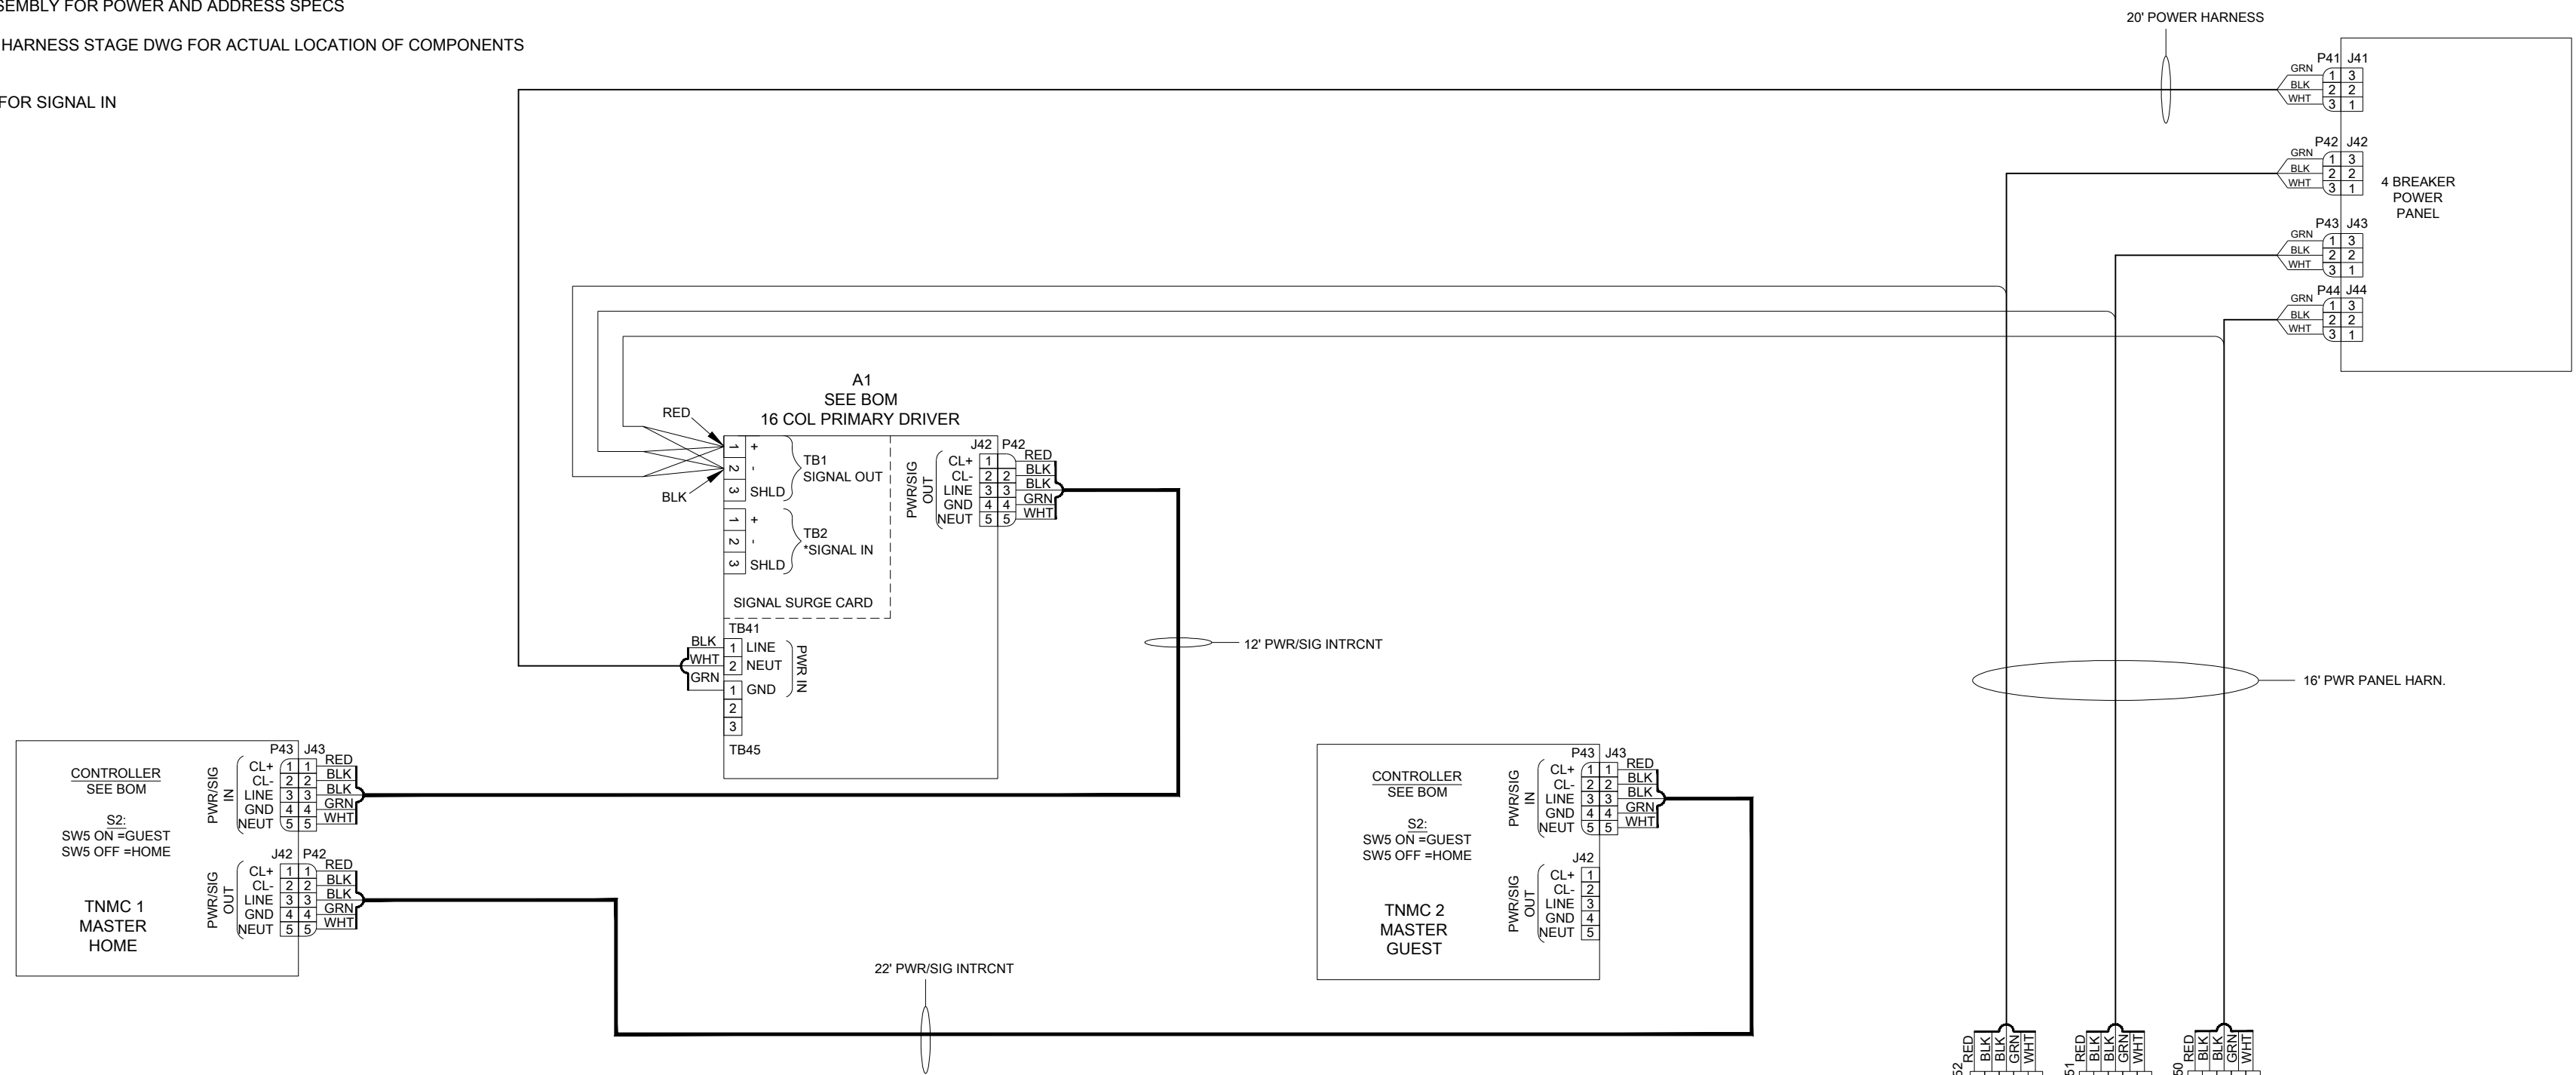 SEMBLY FOR POWER AND ADDRESS SPECS
HARNESS STAGE DWG FOR ACTUAL LOCATION OF COMPONENTS
FOR SIGNAL IN
20' POWER HARNESS
P41 J41
GRN 1 3
BLK 2 2
WHT 3 1
P42 J42
GRN 1 3
BLK 2 2
WHT 3 1
4 BREAKER
POWER
PANEL
P43 J43
GRN 1 3
BLK 2 2
WHT 3 1
P44 J44
GRN 1 3
BLK 2 2
WHT 3 1
A1
SEE BOM
16 COL PRIMARY DRIVER
RED
BLK
1 +
2 -
3 SHLD
TB1
SIGNAL OUT
1 +
2 -
3 SHLD
TB2
*SIGNAL IN
SIGNAL SURGE CARD
PWR/SIG
OUT
J42 P42
CL+ 1 RED
CL- 2 2 BLK
LINE 3 3 BLK
GND 4 4 GRN
NEUT 5 5 WHT
TB41
BLK 1 LINE
WHT 2 NEUT
GRN 1 GND
2
3
PWR IN
TB45
12' PWR/SIG INTRCNT
16' PWR PANEL HARN.
CONTROLLER
SEE BOM
S2:
SW5 ON =GUEST
SW5 OFF =HOME
TNMC 1
MASTER
HOME
PWR/SIG
IN
P43 J43
CL+ 1 1 RED
CL- 2 2 BLK
LINE 3 3 BLK
GND 4 4 GRN
NEUT 5 5 WHT
PWR/SIG
OUT
J42 P42
CL+ 1 1 RED
CL- 2 2 BLK
LINE 3 3 BLK
GND 4 4 GRN
NEUT 5 5 WHT
CONTROLLER
SEE BOM
S2:
SW5 ON =GUEST
SW5 OFF =HOME
TNMC 2
MASTER
GUEST
PWR/SIG
IN
P43 J43
CL+ 1 1 RED
CL- 2 2 BLK
LINE 3 3 BLK
GND 4 4 GRN
NEUT 5 5 WHT
PWR/SIG
OUT
J42
CL+ 1
CL- 2
LINE 3
GND 4
NEUT 5
22' PWR/SIG INTRCNT
52
RED
BLK
BLK
GRN
WHT
51
RED
BLK
BLK
GRN
WHT
50
RED
BLK
BLK
GRN
WHT